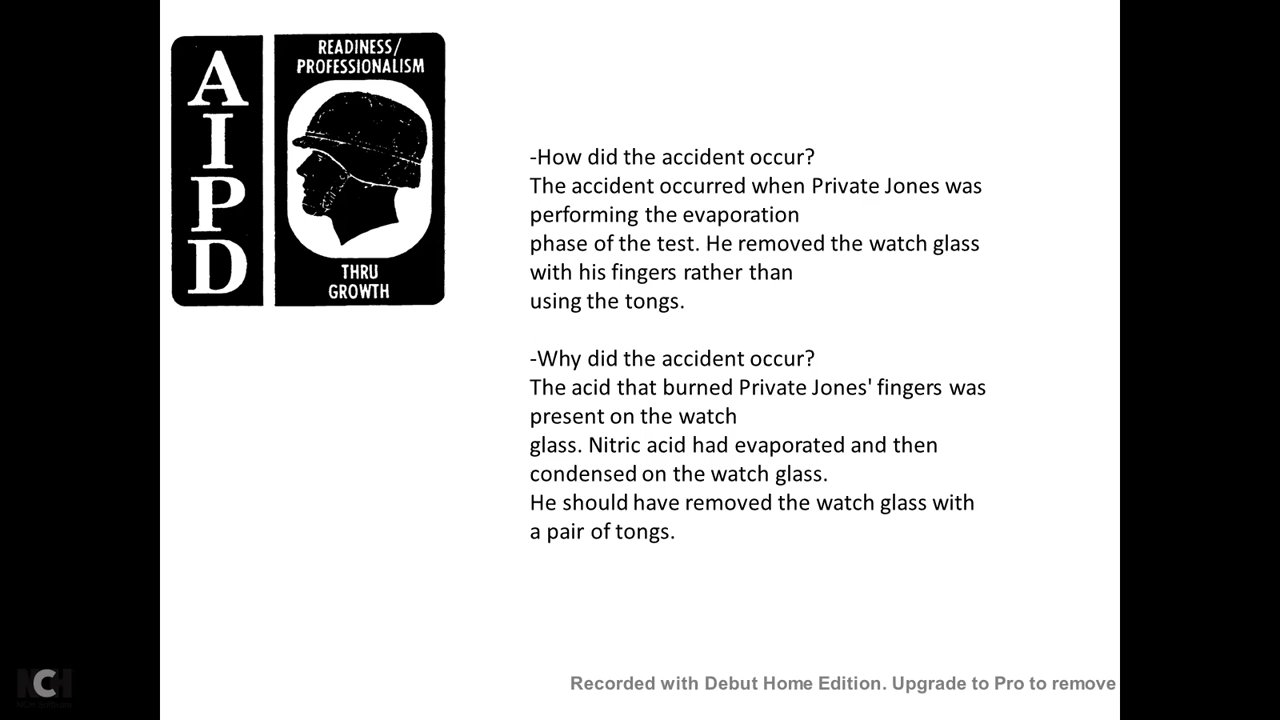 A
I
P
D
READINESS/
PROFESSIONALISM
THRU
GROWTH
-How did the accident occur?
The accident occurred when Private Jones was
performing the evaporation
phase of the test. He removed the watch glass
with his fingers rather than
using the tongs.
-Why did the accident occur?
The acid that burned Private Jones' fingers was
present on the watch
glass. Nitric acid had evaporated and then
condensed on the watch glass.
He should have removed the watch glass with
a pair of tongs.
NCH
Recorded with Debut Home Edition. Upgrade to Pro to remove